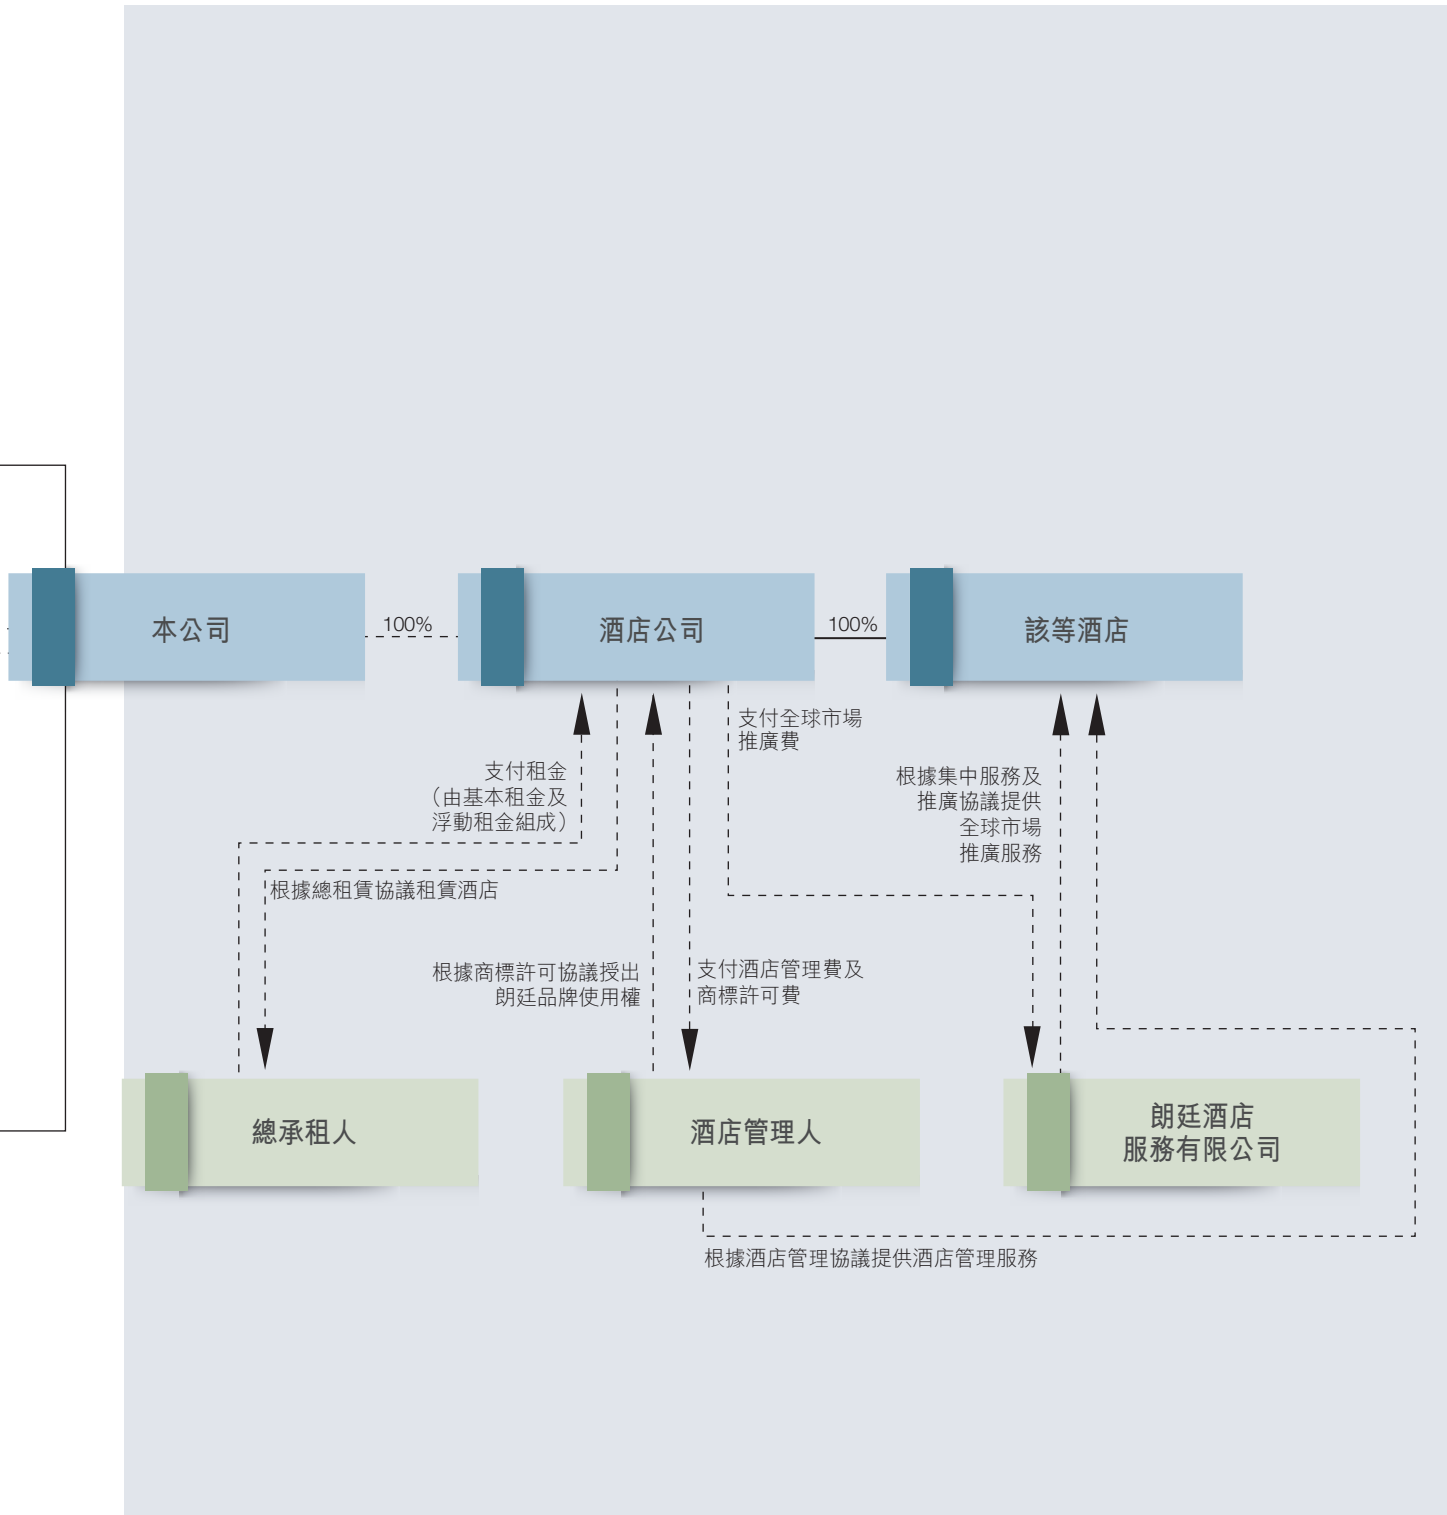 本公司
100%
酒店公司
100%
該等酒店
支付全球市場
推廣費
支付租金
（由基本租金及
浮動租金組成）
根據集中服務及
推廣協議提供
全球市場
推廣服務
根據總租賃協議租賃酒店
根據商標許可協議授出
朗廷品牌使用權
支付酒店管理費及
商標許可費
總承租人
酒店管理人
朗廷酒店
服務有限公司
根據酒店管理協議提供酒店管理服務